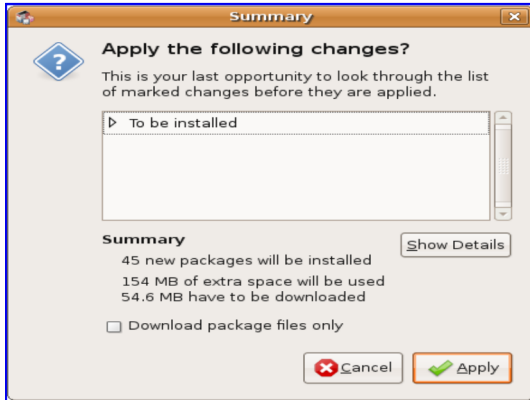 Summary
Apply the following changes?
This is your last opportunity to look through the list
of marked changes before they are applied.
To be installed
Summary
Show Details
45 new packages will be installed
154 MB of extra space will be used
54.6 MB have to be downloaded
Download package files only
Cancel
Apply